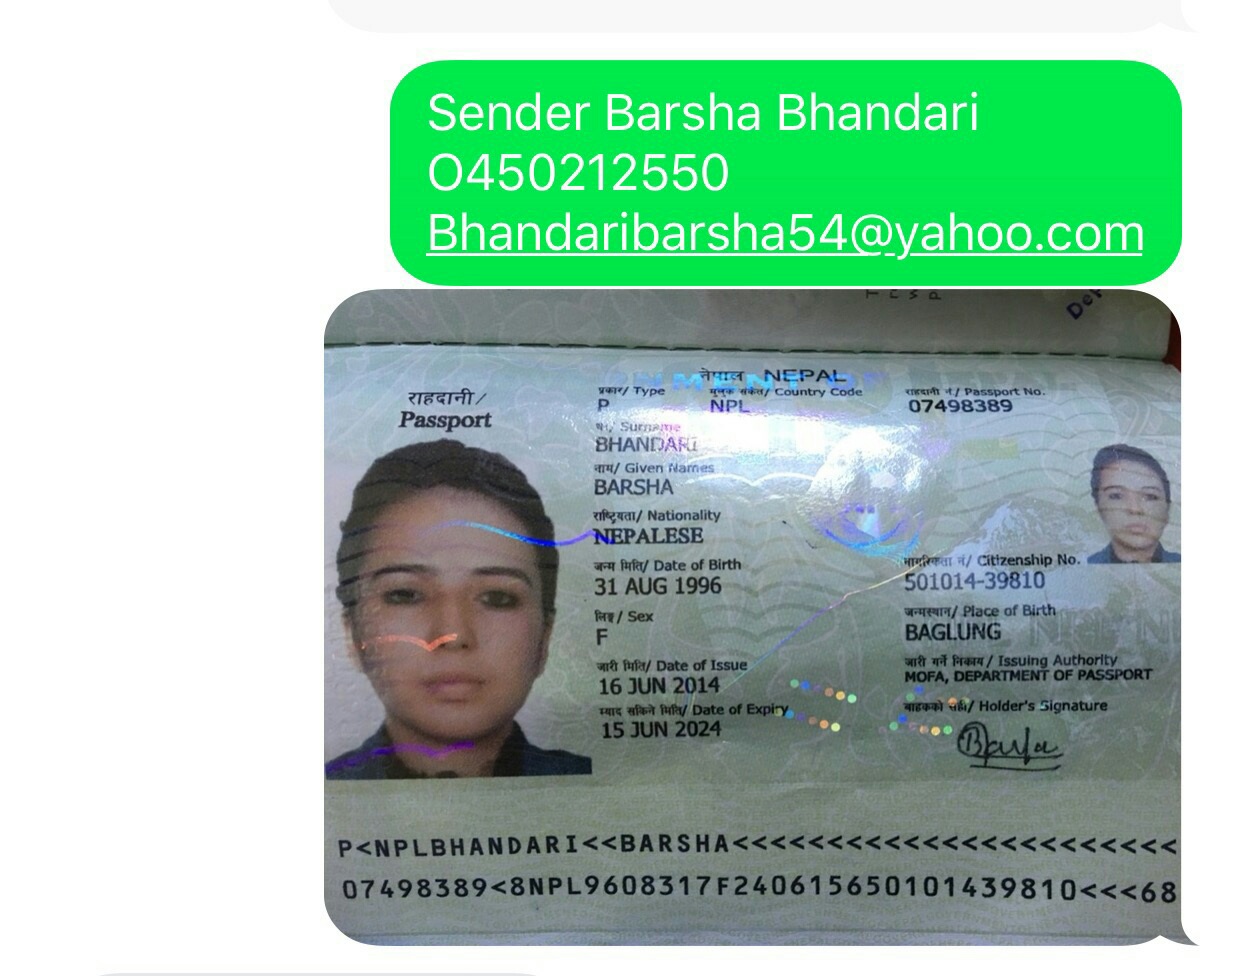 Sender Barsha Bhandari
O450212550
Bhandaribarsha54@yahoo.com
नेपाल NEPAL
राहदानी/
Passport
प्रकार/ Type
P
मुलुक संकेत/ Country Code
NPL
राहदानी नं/ Passport No.
07498389
थर/ Surname
BHANDARI
नाम/ Given Names
BARSHA
राष्ट्रियता/ Nationality
NEPALESE
जन्म मिति/ Date of Birth
31 AUG 1996
नागरिकता नं/ Citizenship No.
501014-39810
लिङ्ग/ Sex
F
जन्मस्थान/ Place of Birth
BAGLUNG
जारी मिति/ Date of Issue
16 JUN 2014
जारी गर्ने निकाय/ Issuing Authority
MOFA, DEPARTMENT OF PASSPORT
म्याद सकिने मिति/ Date of Expiry
15 JUN 2024
वाहकको सही/ Holder's Signature
Barsha
P<NPLBHANDARI<<BARSHA<<<<<<<<<<<<<<<<<<<<<<<
07498389<8NPL9608317F24061565010143​9810<<<68